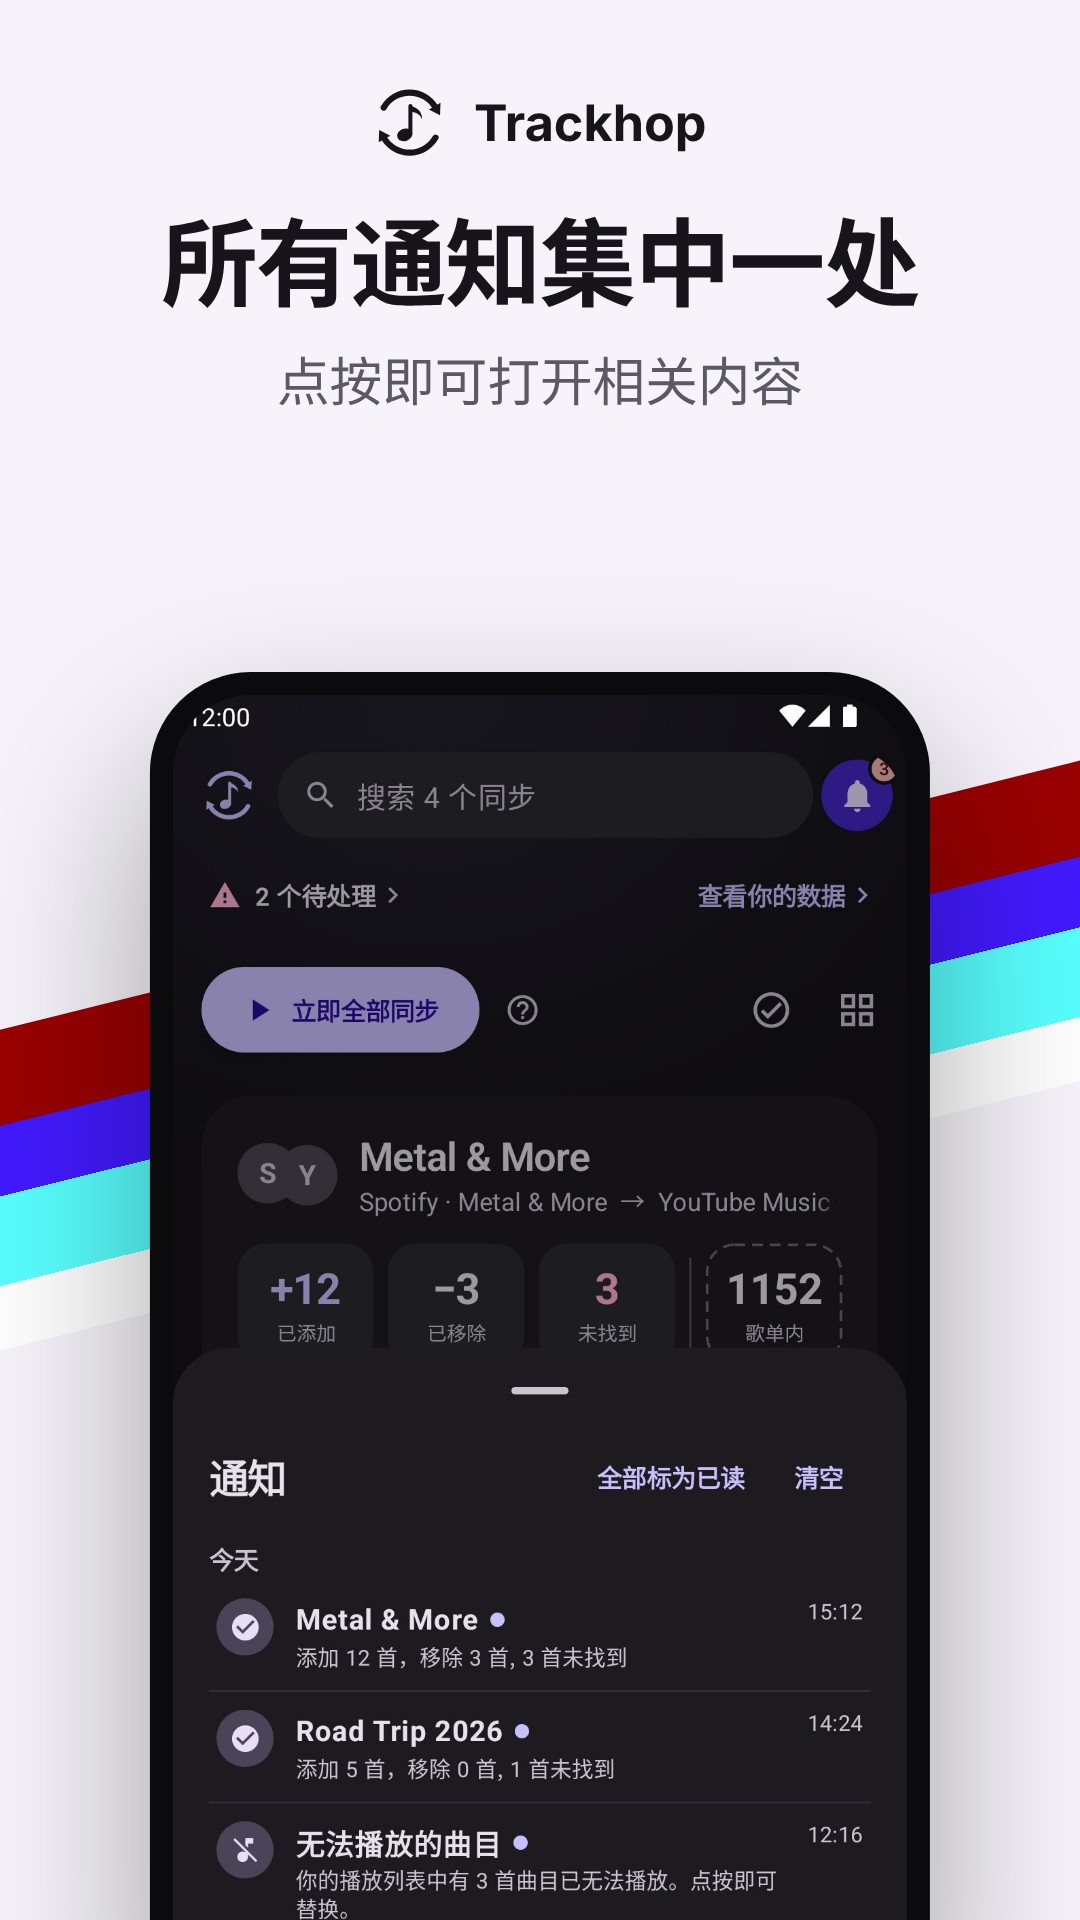 Trackhop
所有通知集中一处
点按即可打开相关内容
12:00
搜索 4 个同步
3
2 个待处理
查看你的数据
立即全部同步
S Y
Metal & More
Spotify · Metal & More → YouTube Music
+12
已添加
−3
已移除
3
未找到
1152
歌单内
通知
全部标为已读
清空
今天
Metal & More
15:12
添加 12 首，移除 3 首, 3 首未找到
Road Trip 2026
14:24
添加 5 首，移除 0 首, 1 首未找到
无法播放的曲目
12:16
你的播放列表中有 3 首曲目已无法播放。点按即可
替换。